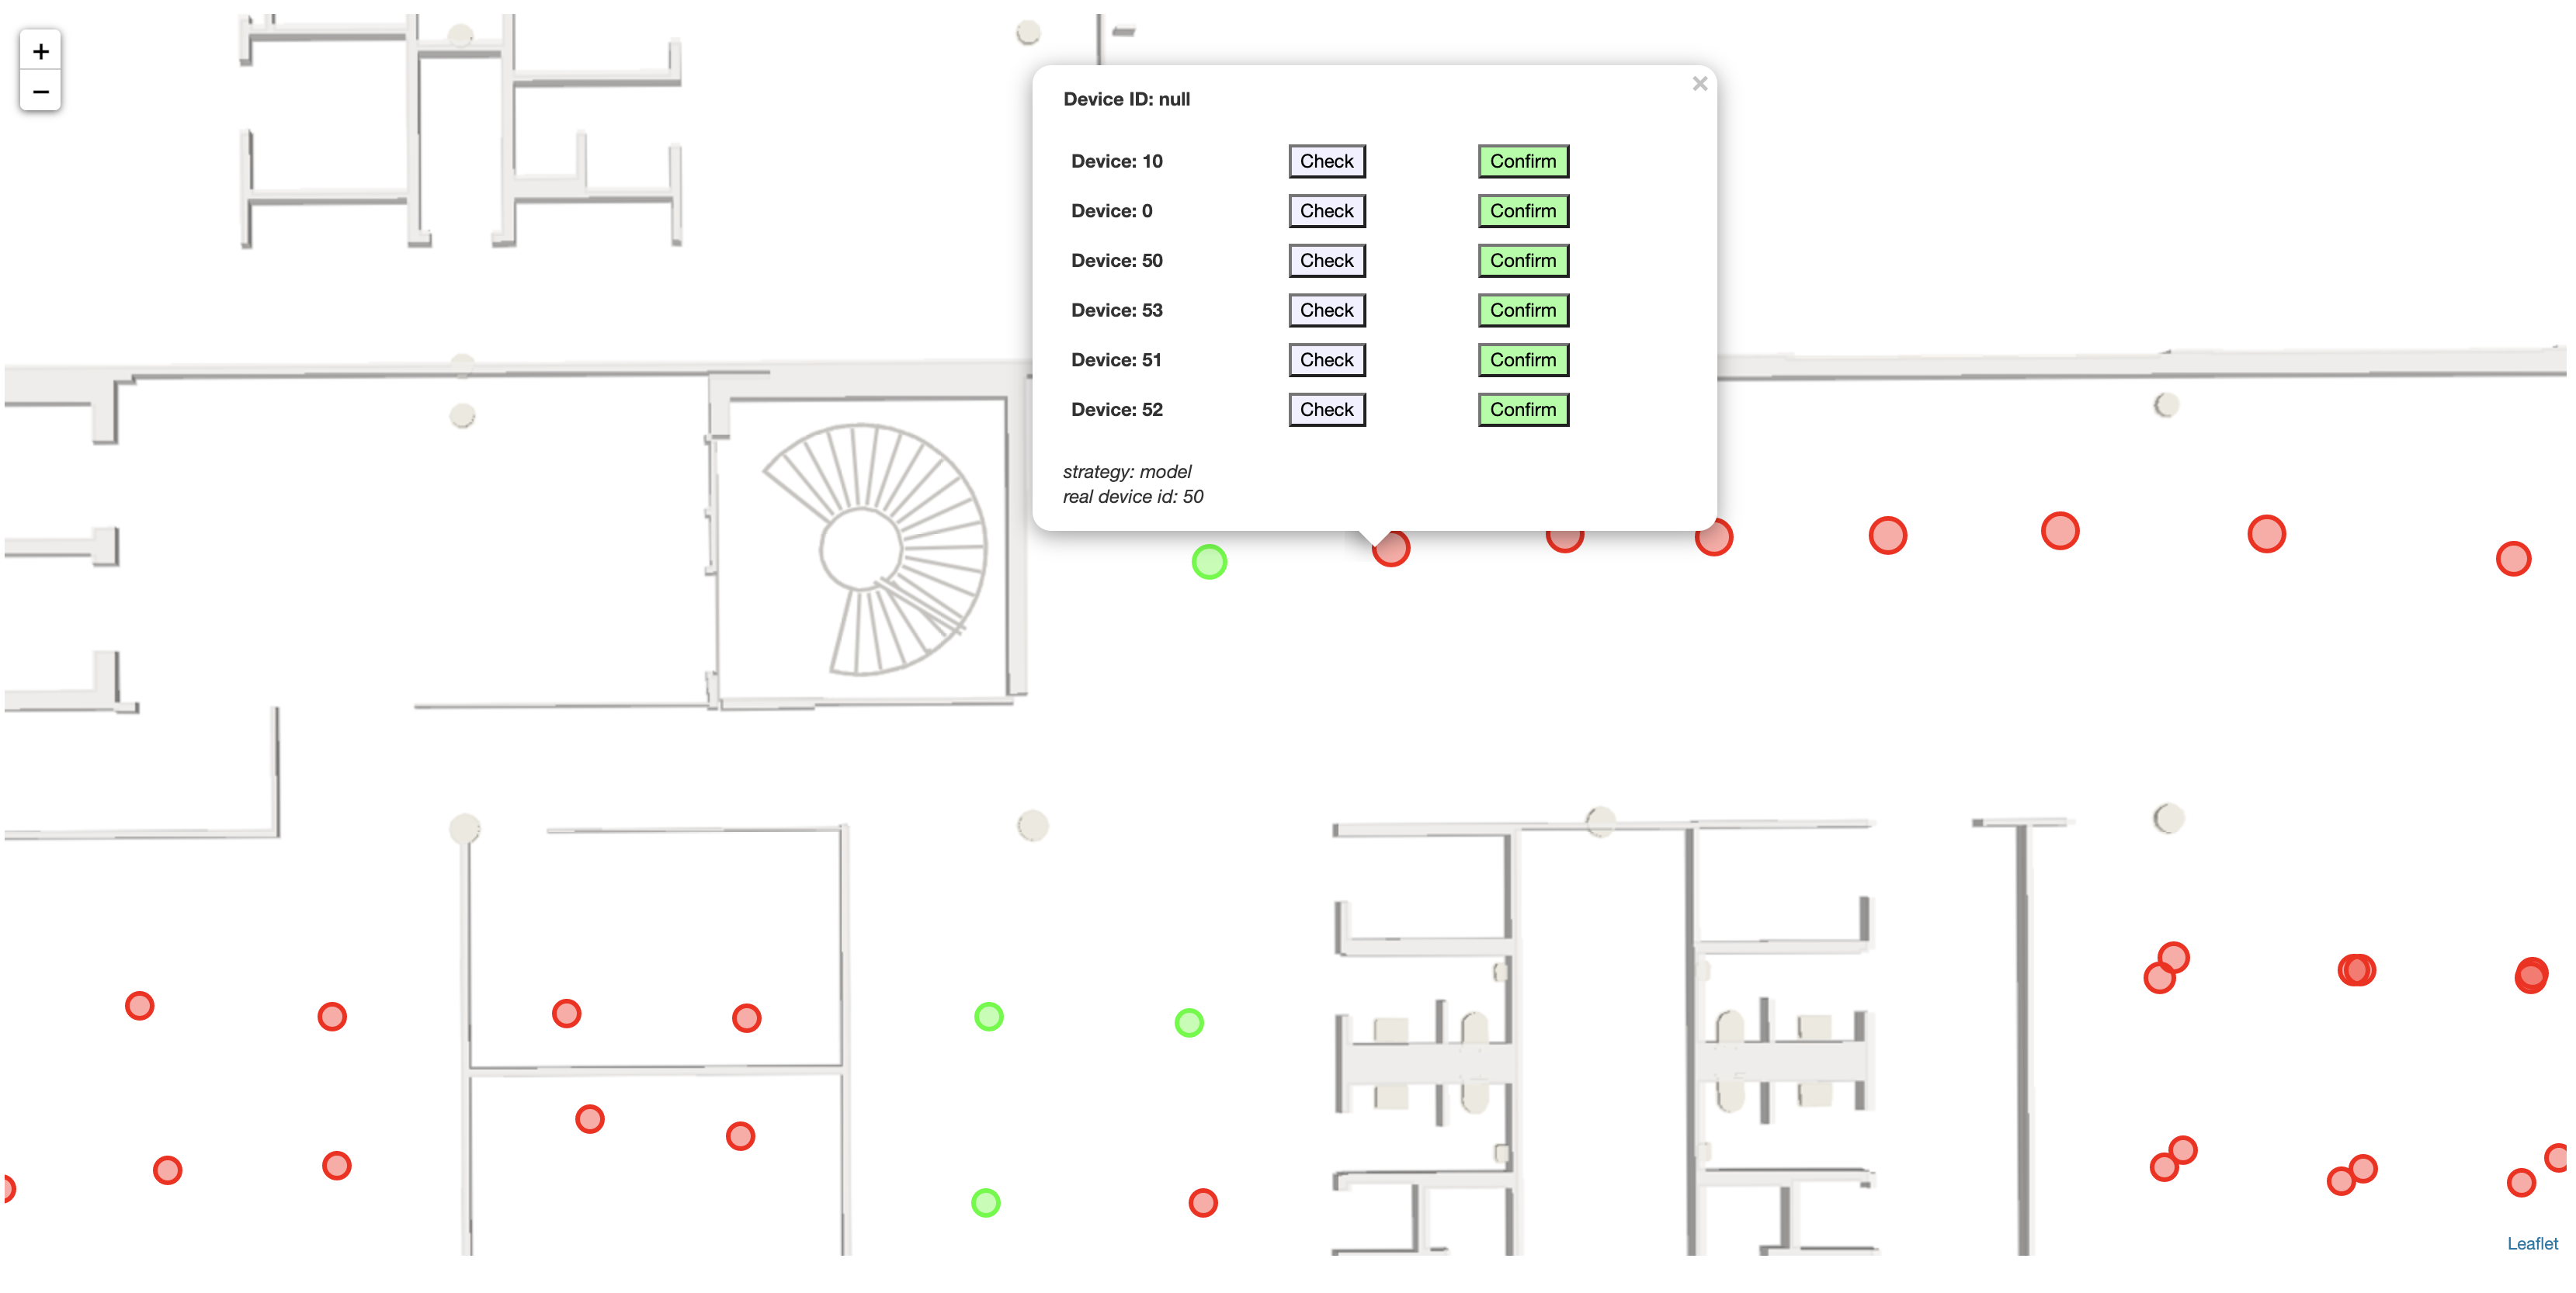 +
−
×
Device ID: null
Device: 10 Check Confirm
Device: 0 Check Confirm
Device: 50 Check Confirm
Device: 53 Check Confirm
Device: 51 Check Confirm
Device: 52 Check Confirm
strategy: model
real device id: 50
Leaflet